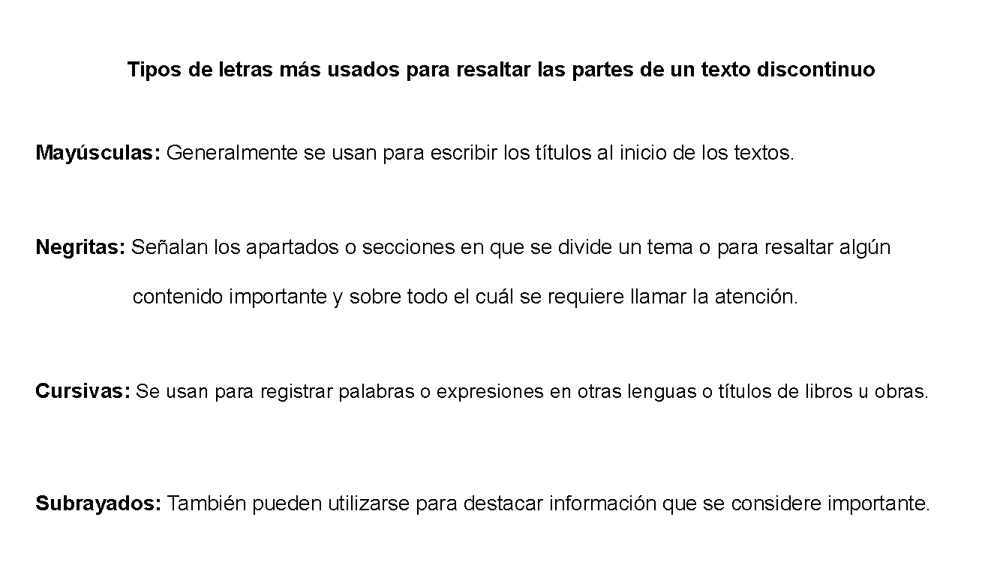 Tipos de letras más usados para resaltar las partes de un texto discontinuo
Mayúsculas: Generalmente se usan para escribir los títulos al inicio de los textos.
Negritas: Señalan los apartados o secciones en que se divide un tema o para resaltar algún
contenido importante y sobre todo el cuál se requiere llamar la atención.
Cursivas: Se usan para registrar palabras o expresiones en otras lenguas o títulos de libros u obras.
Subrayados: También pueden utilizarse para destacar información que se considere importante.